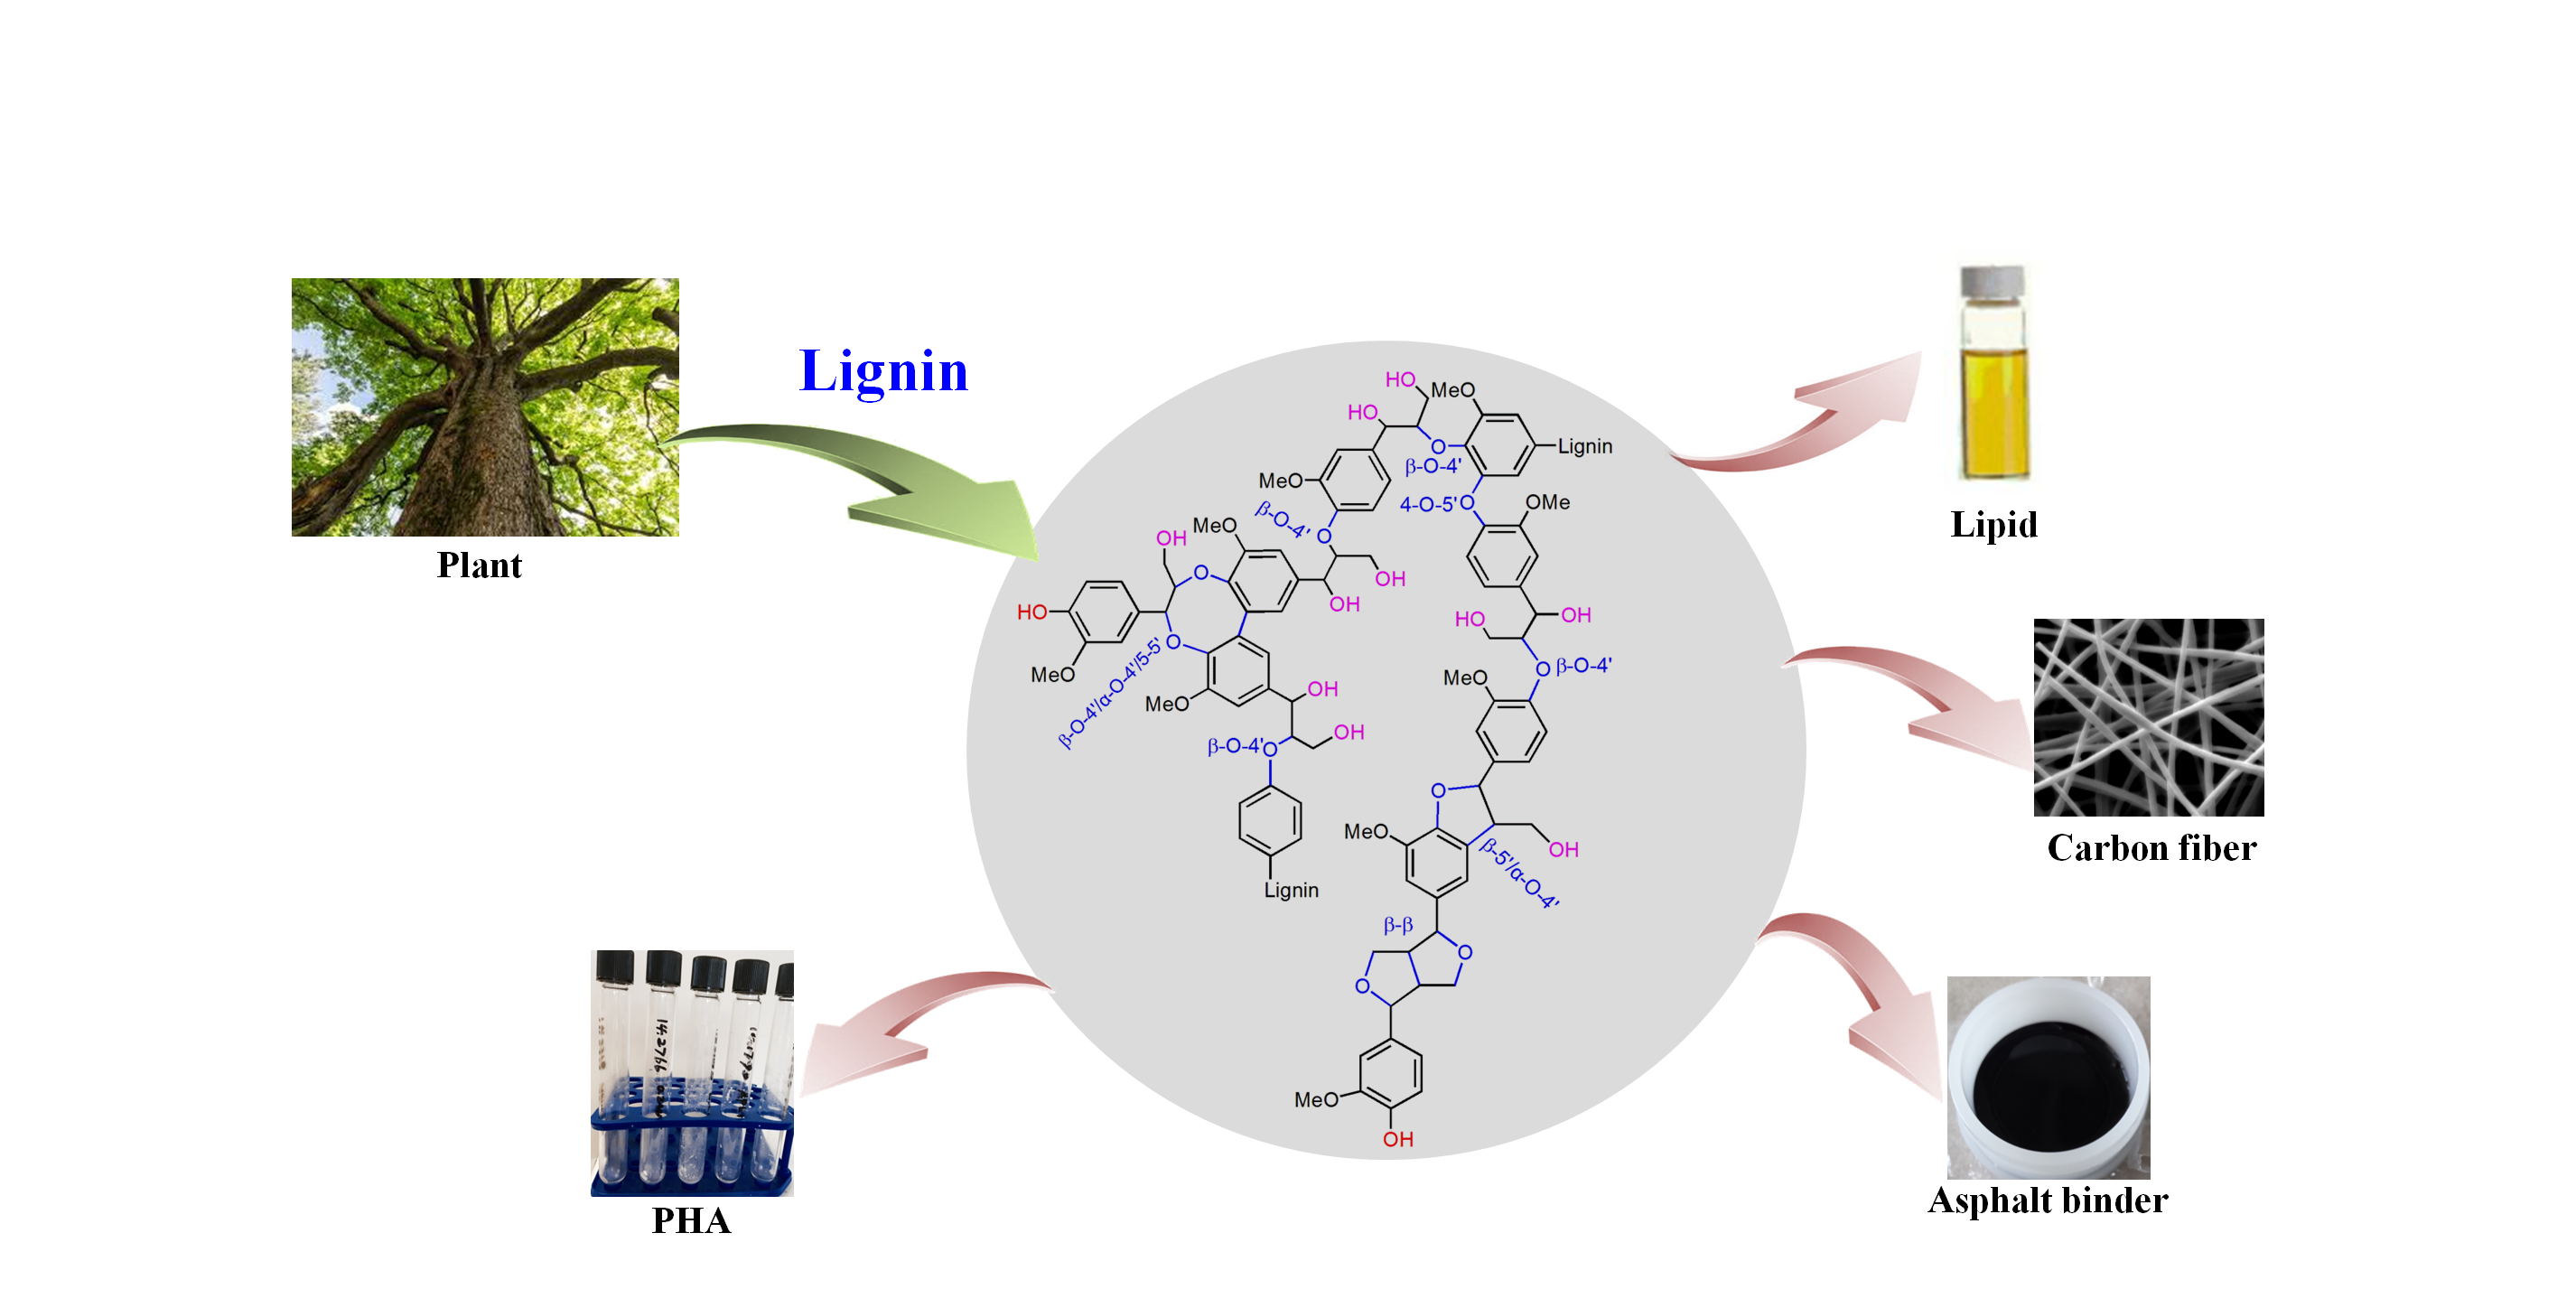 Lignin
Plant
HO
MeO
HO
O
Lignin
β-O-4'
MeO
4-O-5'
O
OMe
β-O-4'
O
MeO
OH
OH
OH
O
HO
MeO
O
β-O-4'/α-O-4'/5-5'
HO
OH
O
β-O-4'
MeO
MeO
OH
OH
β-O-4'
O
Lignin
O
MeO
OH
β-5'/α-O-4'
β-β
O
O
MeO
OH
Lipid
Carbon fiber
Asphalt binder
14.2766
PHA